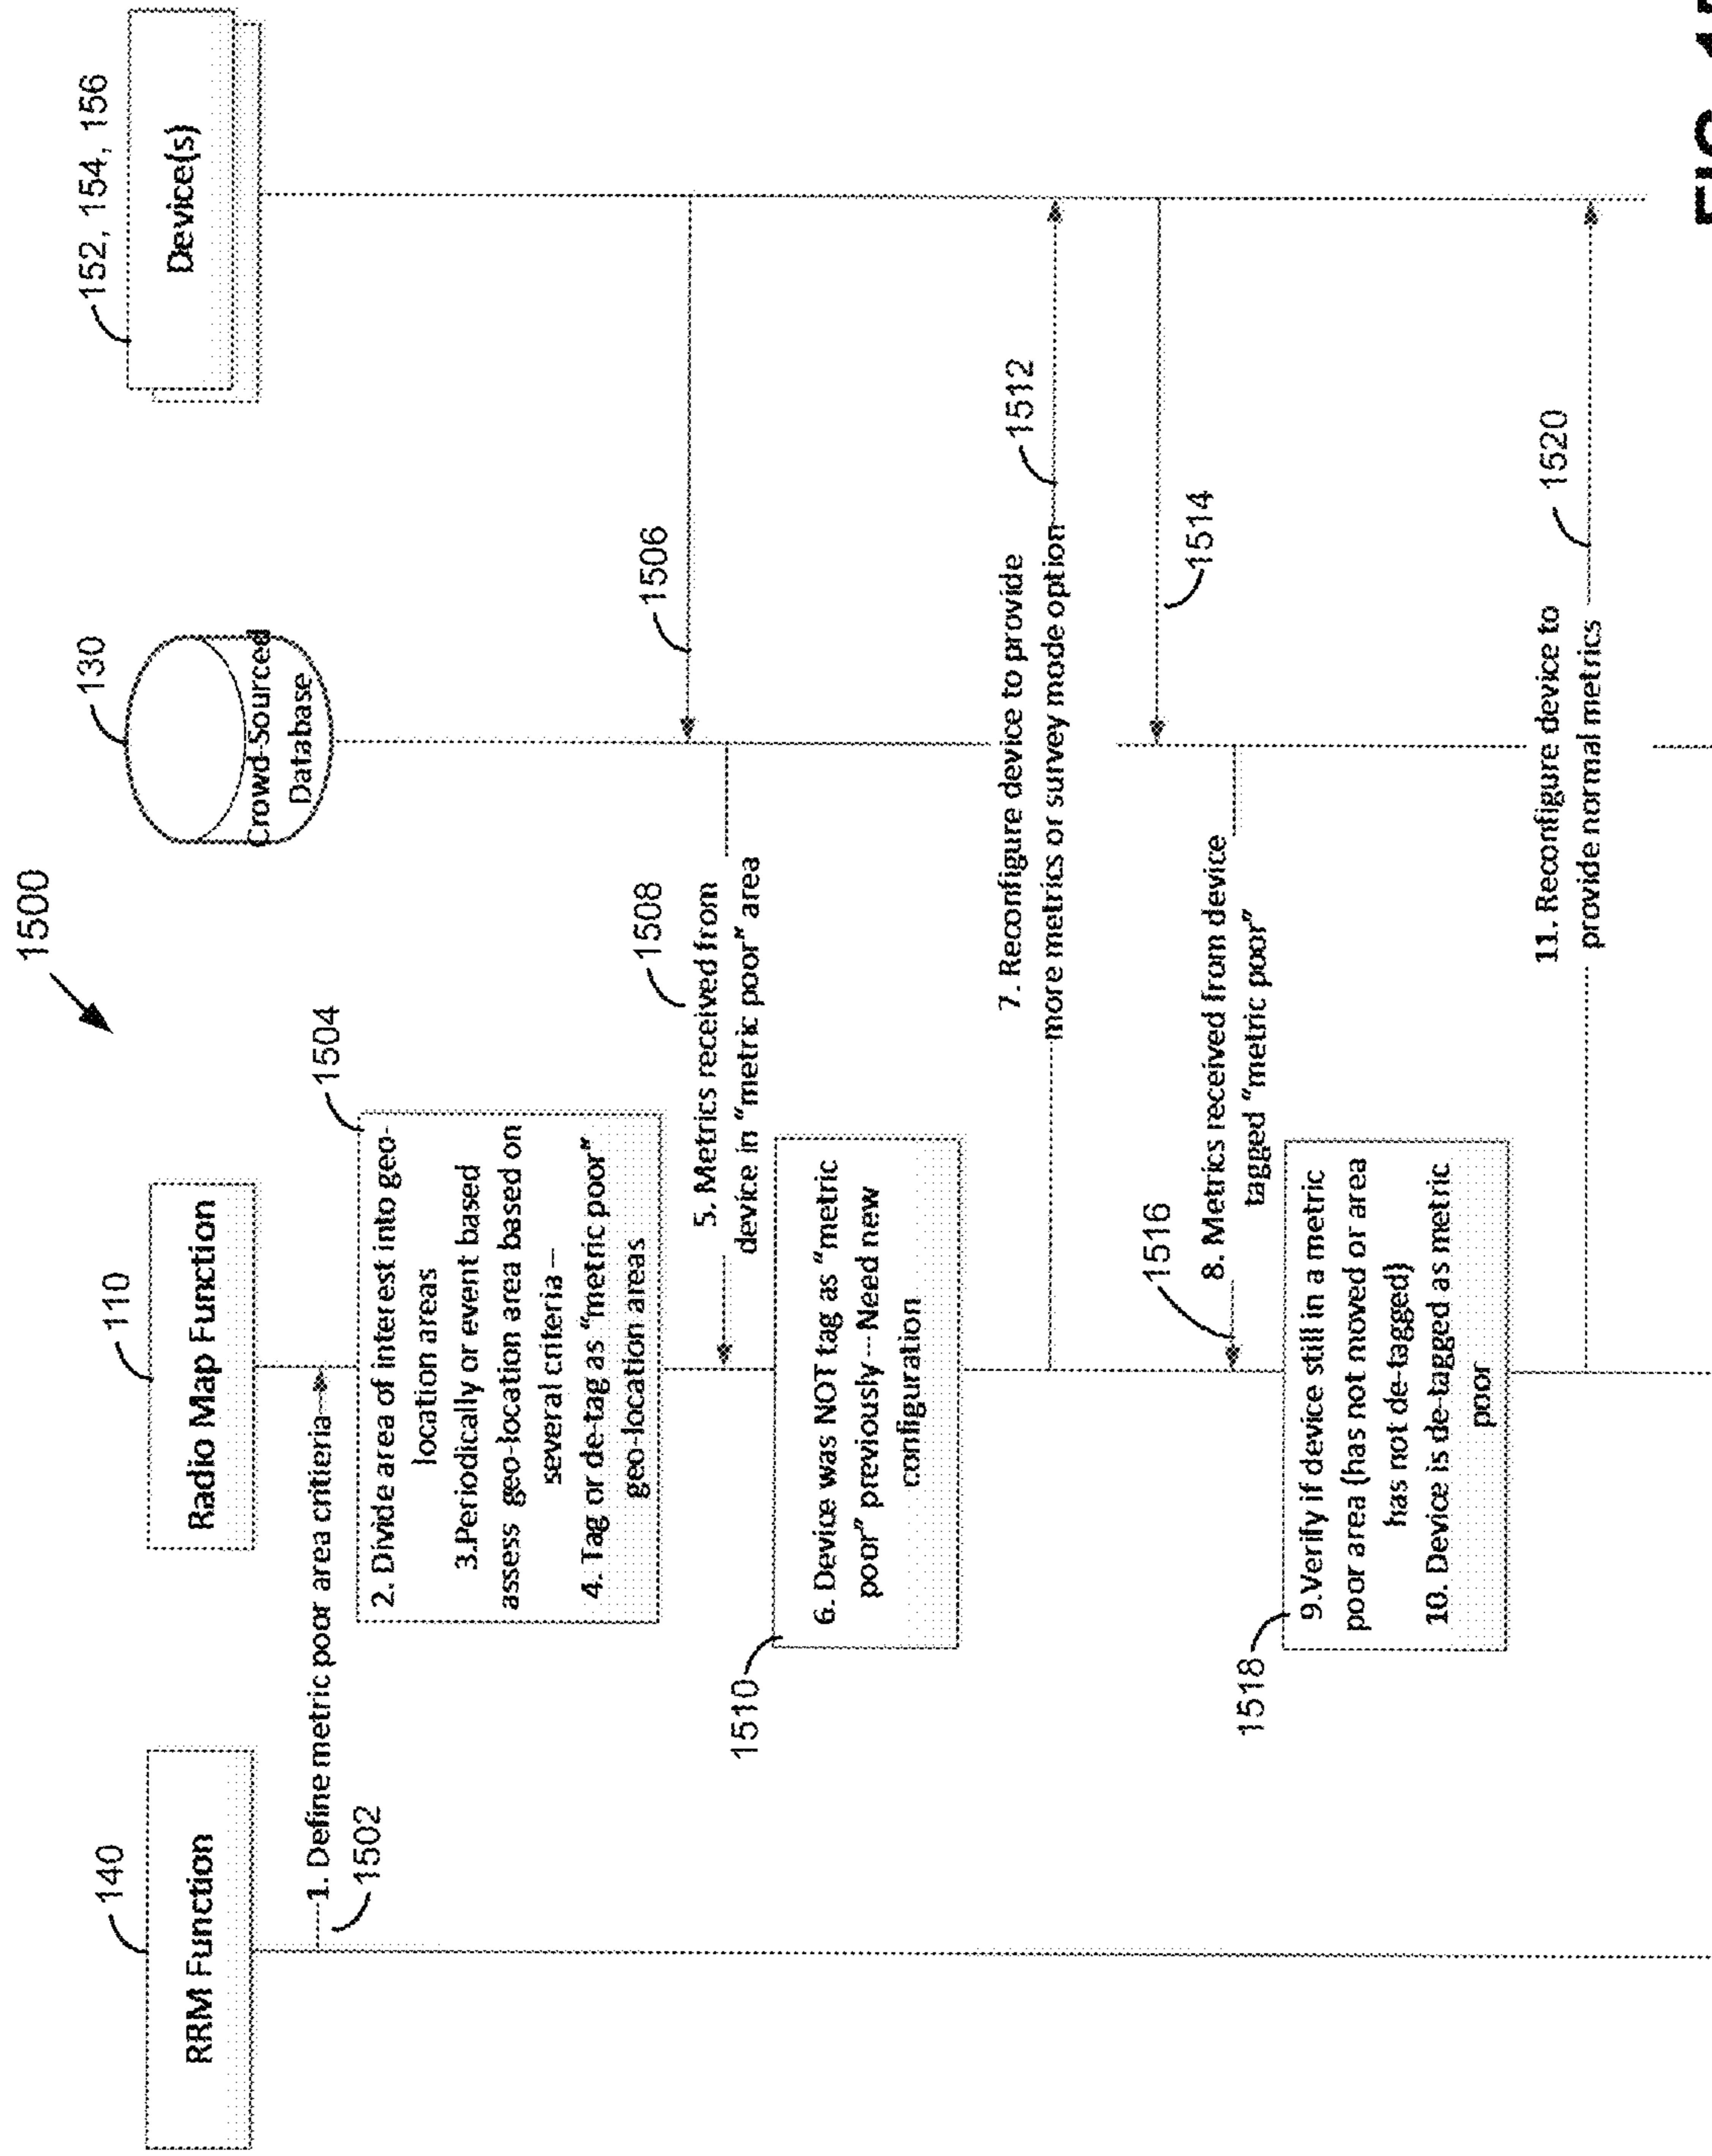 1500
140
110
130
152, 154, 156
RRM Function
Radio Map Function
Crowd-Sourced
Database
Device(s)
1. Define metric poor area criteria
1502
1504
2. Divide area of interest into geo-
location areas
3.Periodically or event based
assess geo-location area based on
several criteria –
4. Tag or de-tag as "metric poor"
geo-location areas
1506
1508
5. Metrics received from
device in "metric poor" area
1510
6. Device was NOT tag as "metric
poor" previously--Need new
configuration
7. Reconfigure device to provide
more metrics or survey mode option
1512
1514
1516
8. Metrics received from device
tagged "metric poor"
1518
9.Verify if device still in a metric
poor area (has not moved or area
has not de-tagged)
10. Device is de-tagged as metric
poor
11. Reconfigure device to
provide normal metrics
1520